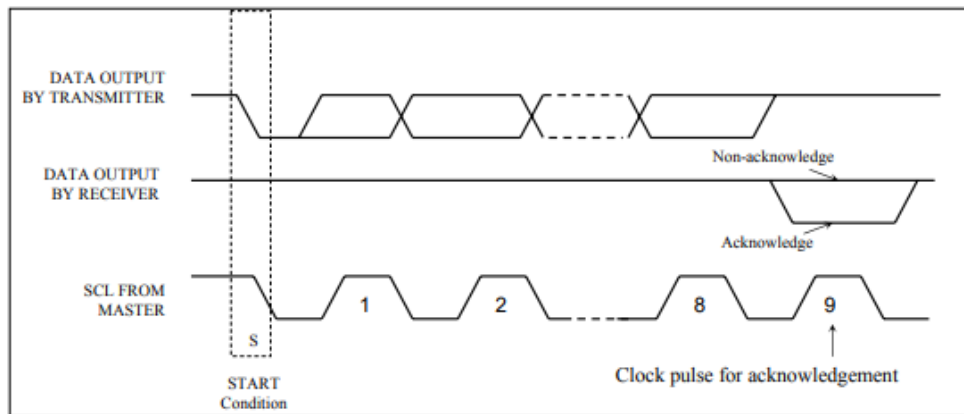 DATA OUTPUT
BY TRANSMITTER
Non-acknowledge
DATA OUTPUT
BY RECEIVER
Acknowledge
SCL FROM
MASTER
1
2
8
9
S
START
Condition
Clock pulse for acknowledgement